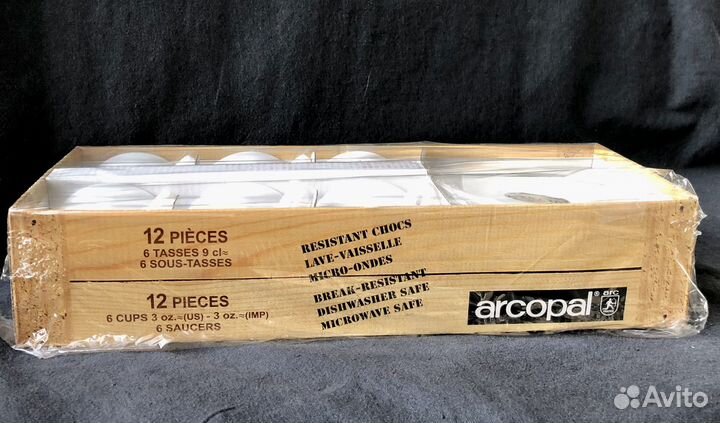 12 PIÈCES
6 TASSES 9 cl≈
6 SOUS-TASSES
RESISTANT CHOCS
LAVE-VAISSELLE
MICRO-ONDES
12 PIECES
6 CUPS 3 oz.≈(US) - 3 oz.≈(IMP)
6 SAUCERS
BREAK-RESISTANT
DISHWASHER SAFE
MICROWAVE SAFE
arcopal®
arc
Avito